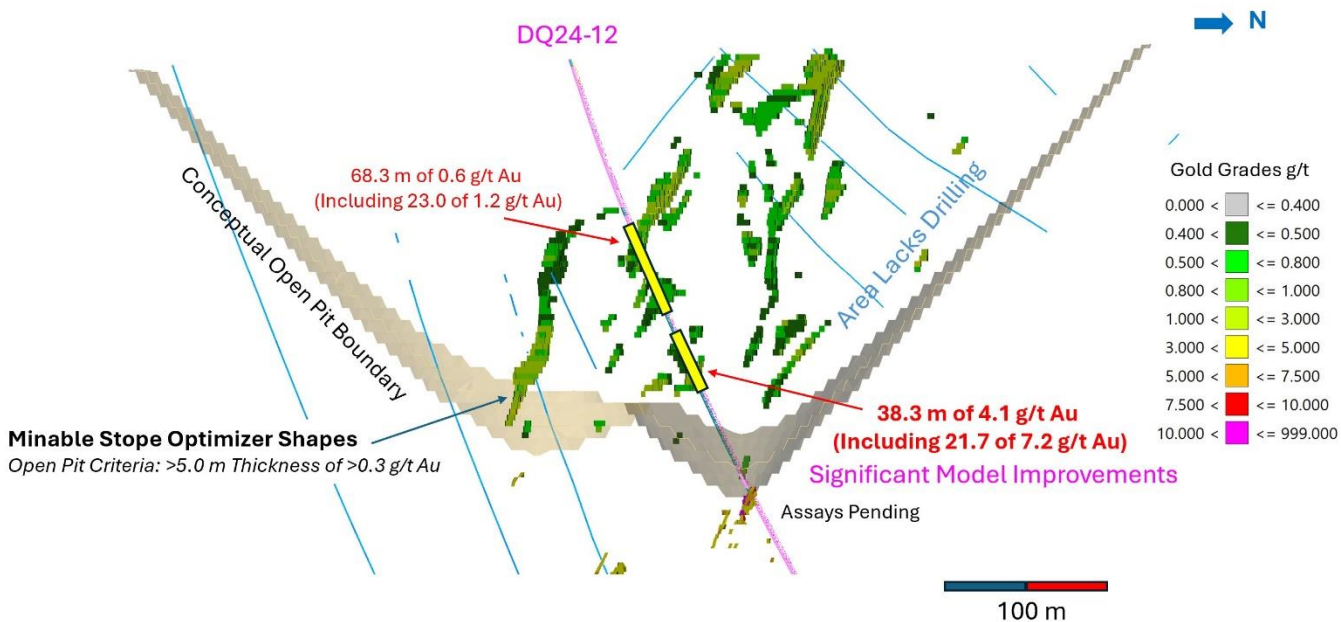 N
DQ24-12
68.3 m of 0.6 g/t Au
(Including 23.0 of 1.2 g/t Au)
Conceptual Open Pit Boundary
Area Lacks Drilling
Gold Grades g/t
0.000 < <= 0.400
0.400 < <= 0.500
0.500 < <= 0.800
0.800 < <= 1.000
1.000 < <= 3.000
3.000 < <= 5.000
5.000 < <= 7.500
7.500 < <= 10.000
10.000 < <= 999.000
Minable Stope Optimizer Shapes
Open Pit Criteria: >5.0 m Thickness of >0.3 g/t Au
38.3 m of 4.1 g/t Au
(Including 21.7 of 7.2 g/t Au)
Significant Model Improvements
Assays Pending
100 m